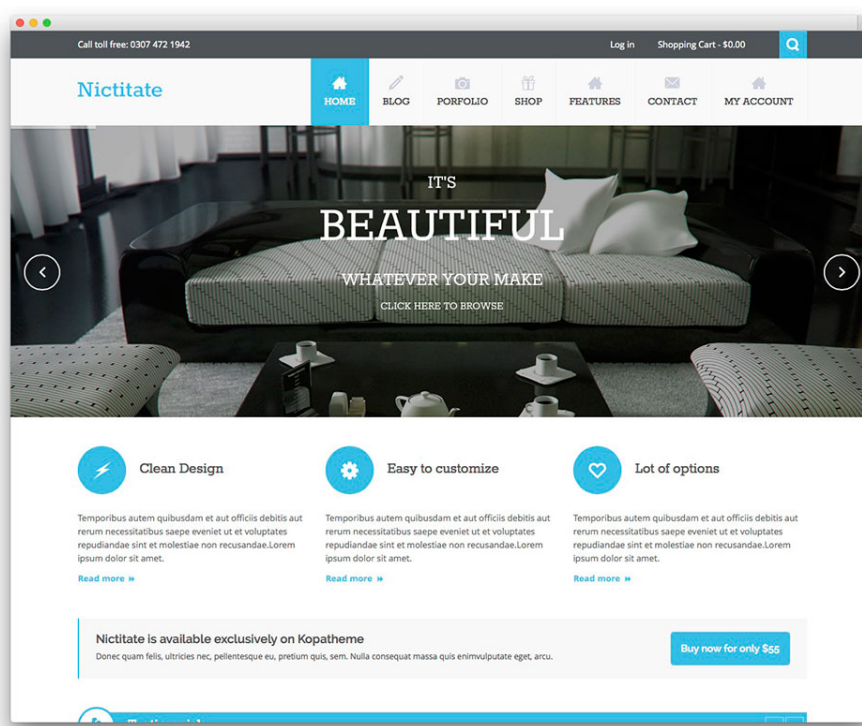 Call toll free: 0307 472 1942
Log in
Shopping Cart - $0.00
Nictitate
HOME
BLOG
PORFOLIO
SHOP
FEATURES
CONTACT
MY ACCOUNT
IT'S
BEAUTIFUL
WHATEVER YOUR MAKE
CLICK HERE TO BROWSE
Clean Design
Temporibus autem quibusdam et aut officiis debitis aut
rerum necessitatibus saepe eveniet ut et voluptates
repudiandae sint et molestiae non recusandae.Lorem
ipsum dolor sit amet.
Read more »
Easy to customize
Temporibus autem quibusdam et aut officiis debitis aut
rerum necessitatibus saepe eveniet ut et voluptates
repudiandae sint et molestiae non recusandae.Lorem
ipsum dolor sit amet.
Read more »
Lot of options
Temporibus autem quibusdam et aut officiis debitis aut
rerum necessitatibus saepe eveniet ut et voluptates
repudiandae sint et molestiae non recusandae.Lorem
ipsum dolor sit amet.
Read more »
Nictitate is available exclusively on Kopatheme
Donec quam felis, ultricies nec, pellentesque eu, pretium quis, sem. Nulla consequat massa quis enimvulputate eget, arcu.
Buy now for only $55